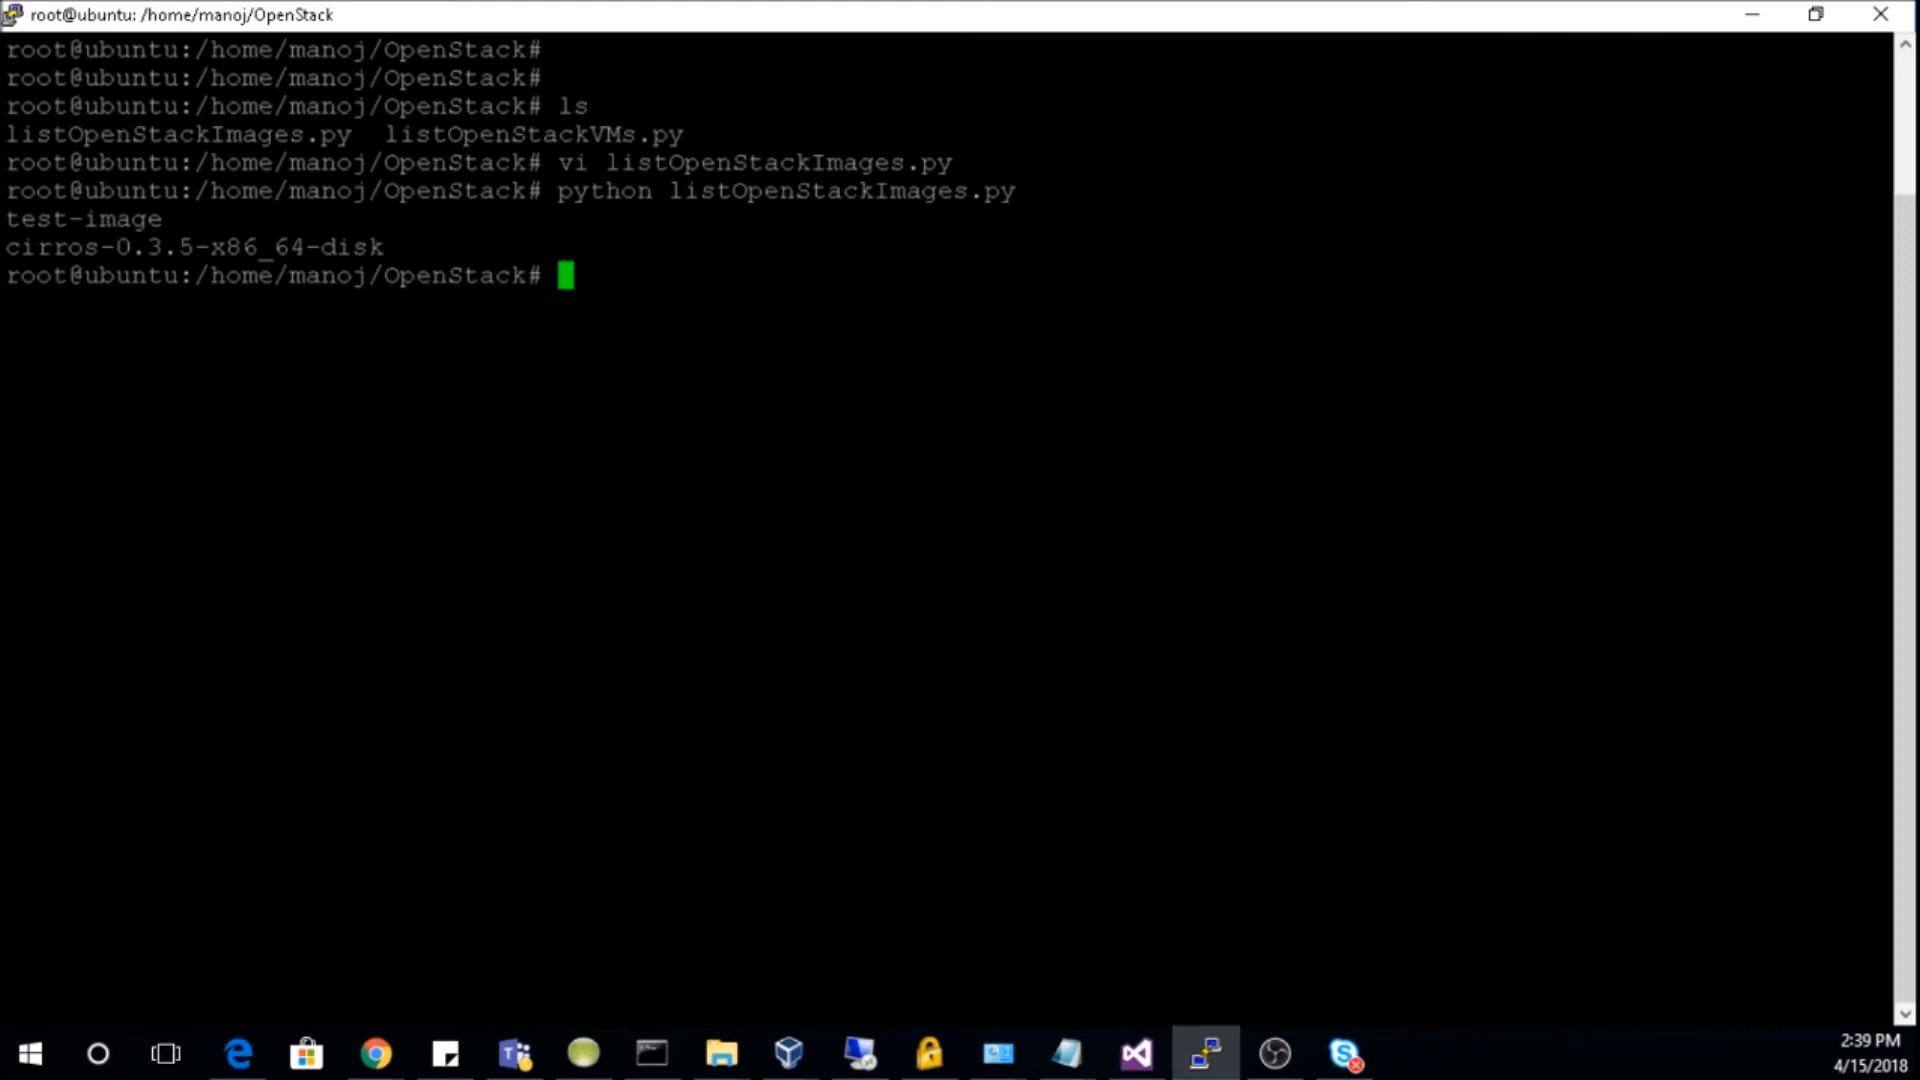 root@ubuntu: /home/manoj/OpenStack
root@ubuntu:/home/manoj/OpenStack#
root@ubuntu:/home/manoj/OpenStack#
root@ubuntu:/home/manoj/OpenStack# ls
listOpenStackImages.py  listOpenStackVMs.py
root@ubuntu:/home/manoj/OpenStack# vi listOpenStackImages.py
root@ubuntu:/home/manoj/OpenStack# python listOpenStackImages.py
test-image
cirros-0.3.5-x86_64-disk
root@ubuntu:/home/manoj/OpenStack#
2:39 PM
4/15/2018